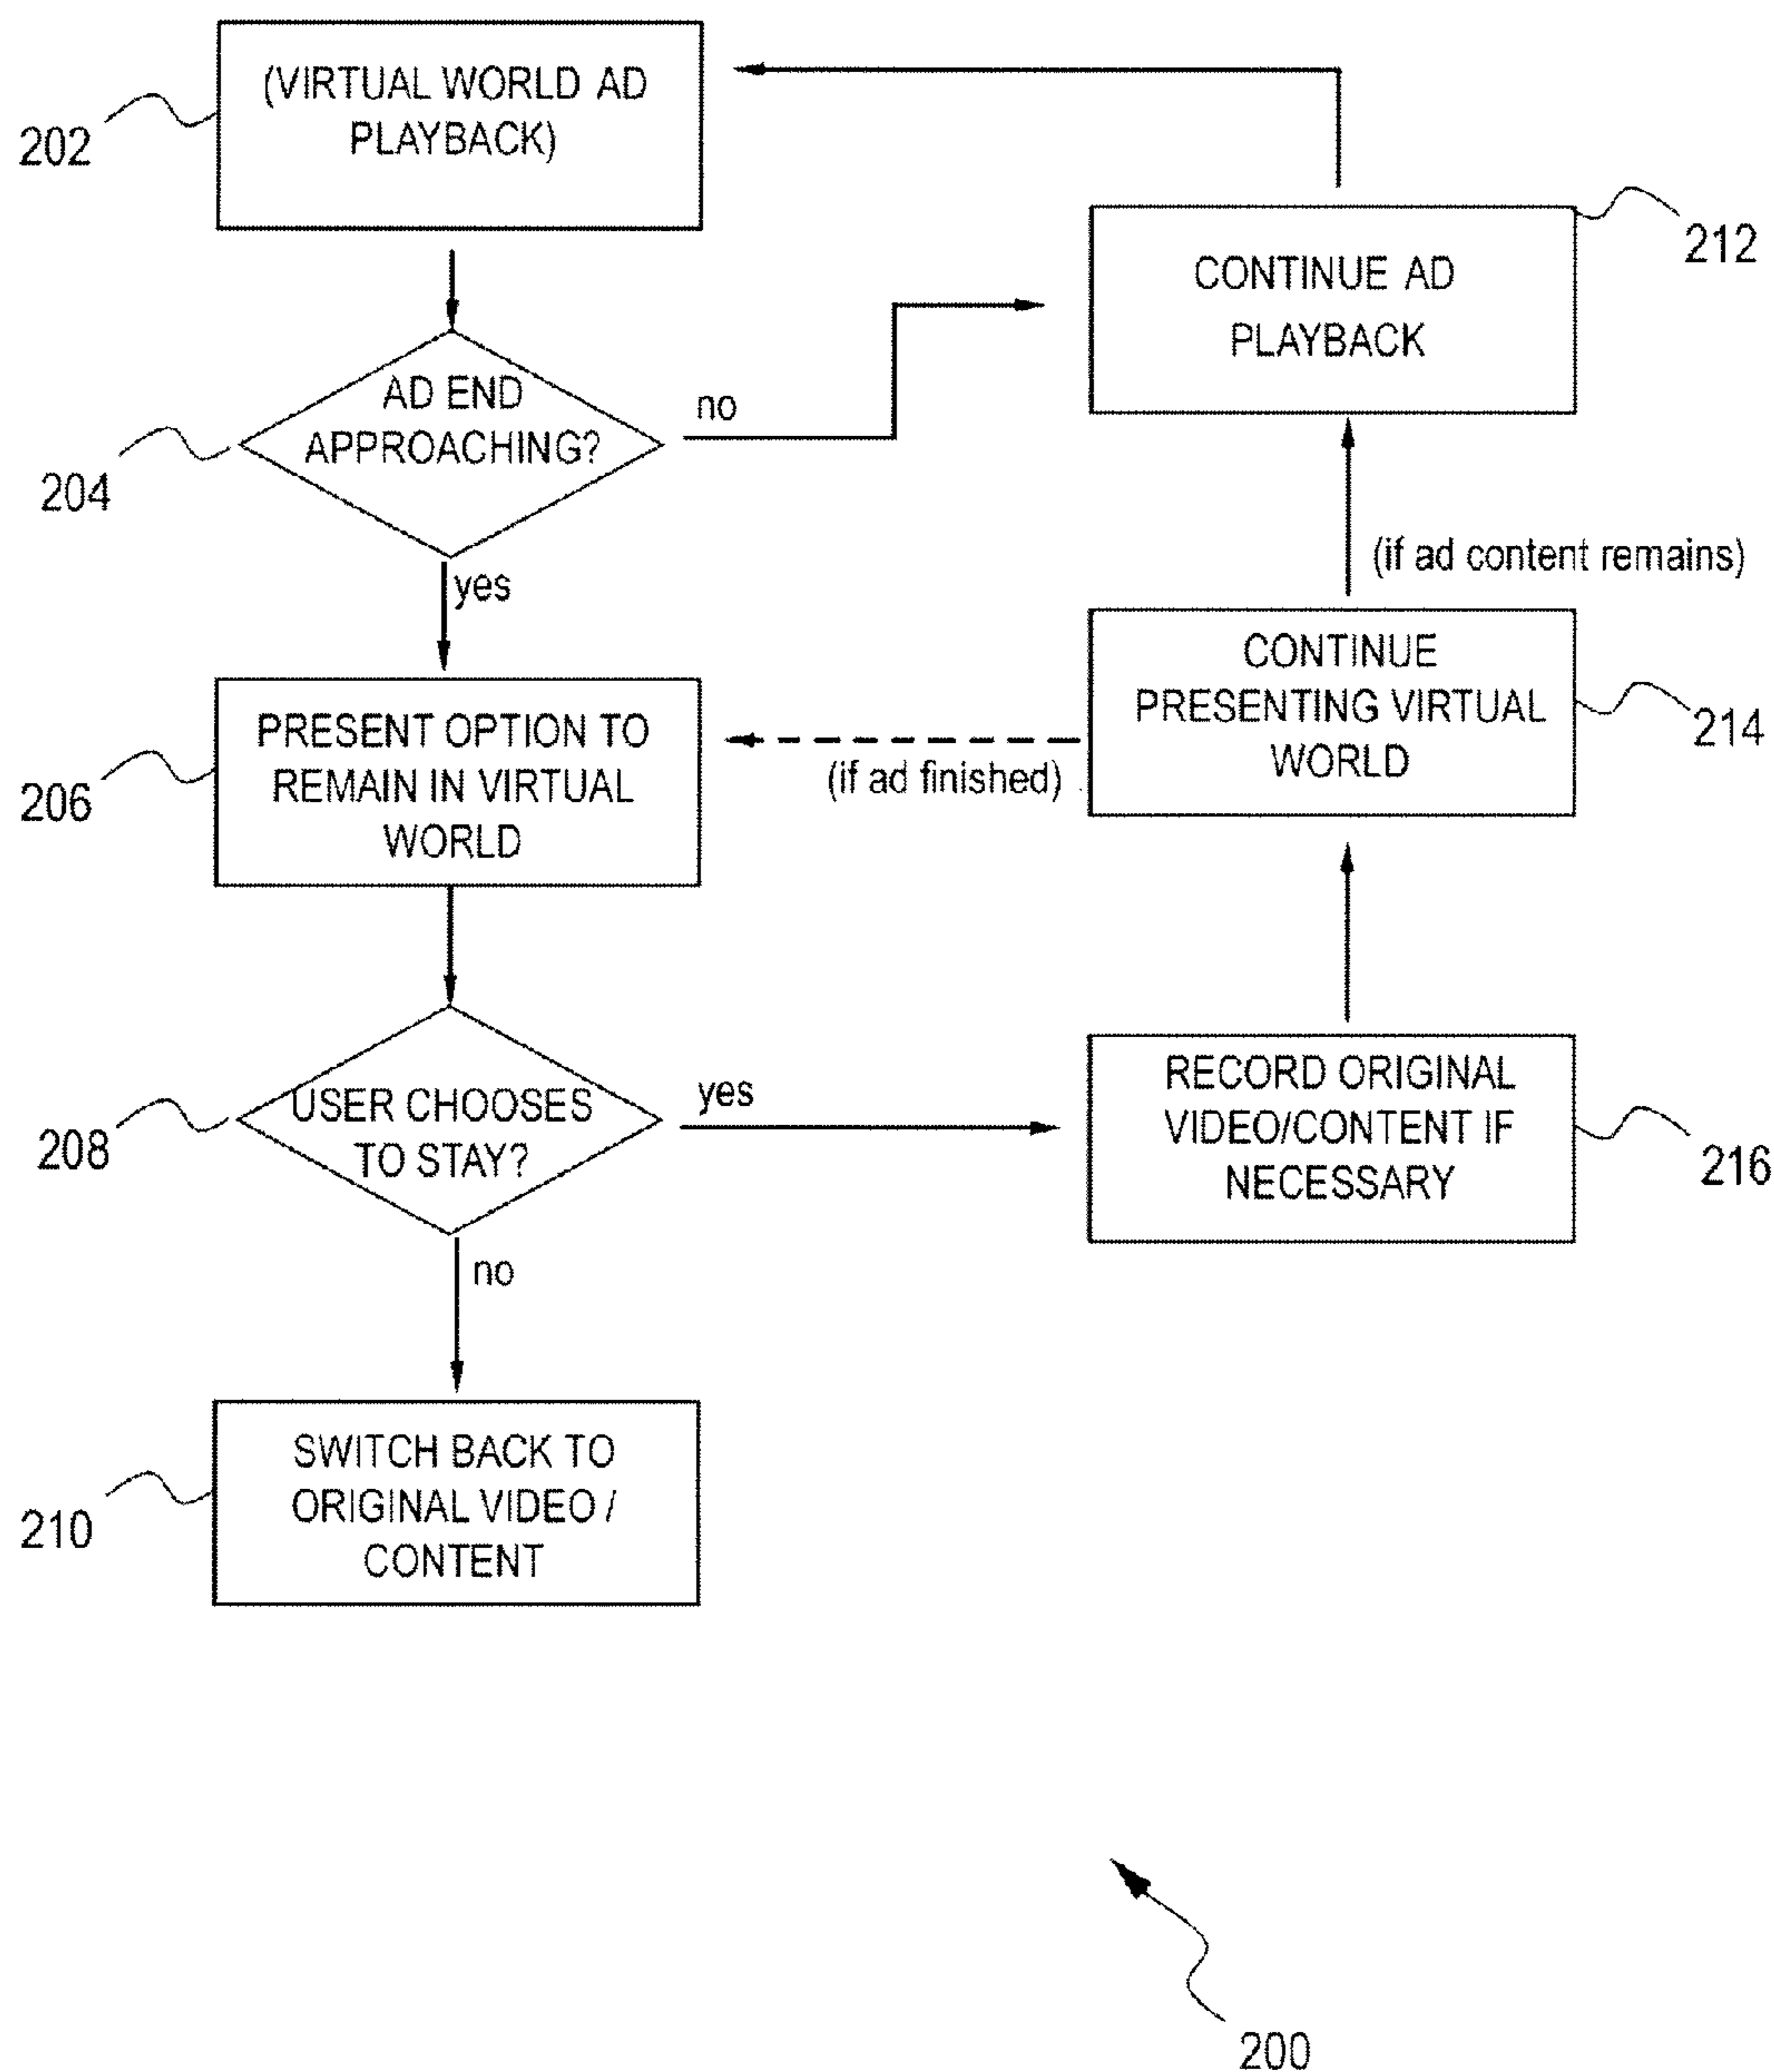 (VIRTUAL WORLD AD
PLAYBACK)
202
212
CONTINUE AD
PLAYBACK
AD END
APPROACHING?
no
204
yes
(if ad content remains)
PRESENT OPTION TO
REMAIN IN VIRTUAL
WORLD
206
(if ad finished)
CONTINUE
PRESENTING VIRTUAL
WORLD
214
USER CHOOSES
TO STAY?
yes
208
no
RECORD ORIGINAL
VIDEO/CONTENT IF
NECESSARY
216
SWITCH BACK TO
ORIGINAL VIDEO /
CONTENT
210
200